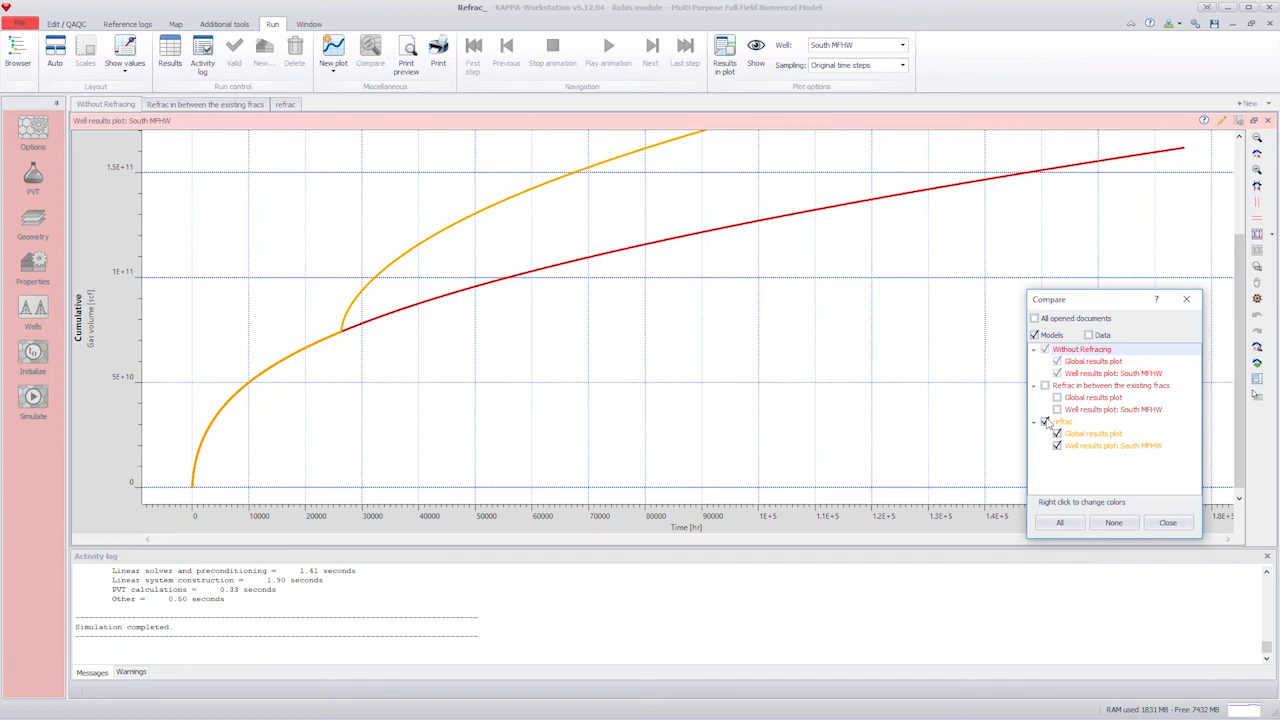 Refrac_ - KAPPA-Workstation v5.12.04 - Rubis module - Multi Purpose Full Field Numerical Model
File Edit / QAQC Reference logs Map Additional tools Run Window
Browser Auto Scales Show values Results Activity log Valid New... Delete New plot Compare Print preview Print First step Previous Stop animation Play animation Next Last step Results in plot Show
Well: South MFHW
Sampling: Original time steps
Layout Run control Miscellaneous Navigation Plot options
Without Refracing Refrac in between the existing fracs refrac + New
Well results plot: South MFHW
Options
PVT
Geometry
Properties
Wells
Initialize
Simulate
Cumulative
Gas volume [scf]
1.5E+11
1E+11
5E+10
0
0 10000 20000 30000 40000 50000 60000 70000 80000 90000 1E+5 1.1E+5 1.2E+5 1.3E+5 1.4E+5 1.8E+5
Time [hr]
Compare ?
All opened documents
Models Data
Without Refracing
Global results plot
Well results plot: South MFHW
Refrac in between the existing fracs
Global results plot
Well results plot: South MFHW
refrac
Global results plot
Well results plot: South MFHW
Right click to change colors
All None Close
Activity log
Linear solver and preconditioning = 1.41 seconds
Linear system construction = 1.90 seconds
PVT calculations = 0.33 seconds
Other = 0.50 seconds
Simulation completed.
Messages Warnings
RAM used 1831 MB - Free 7432 MB